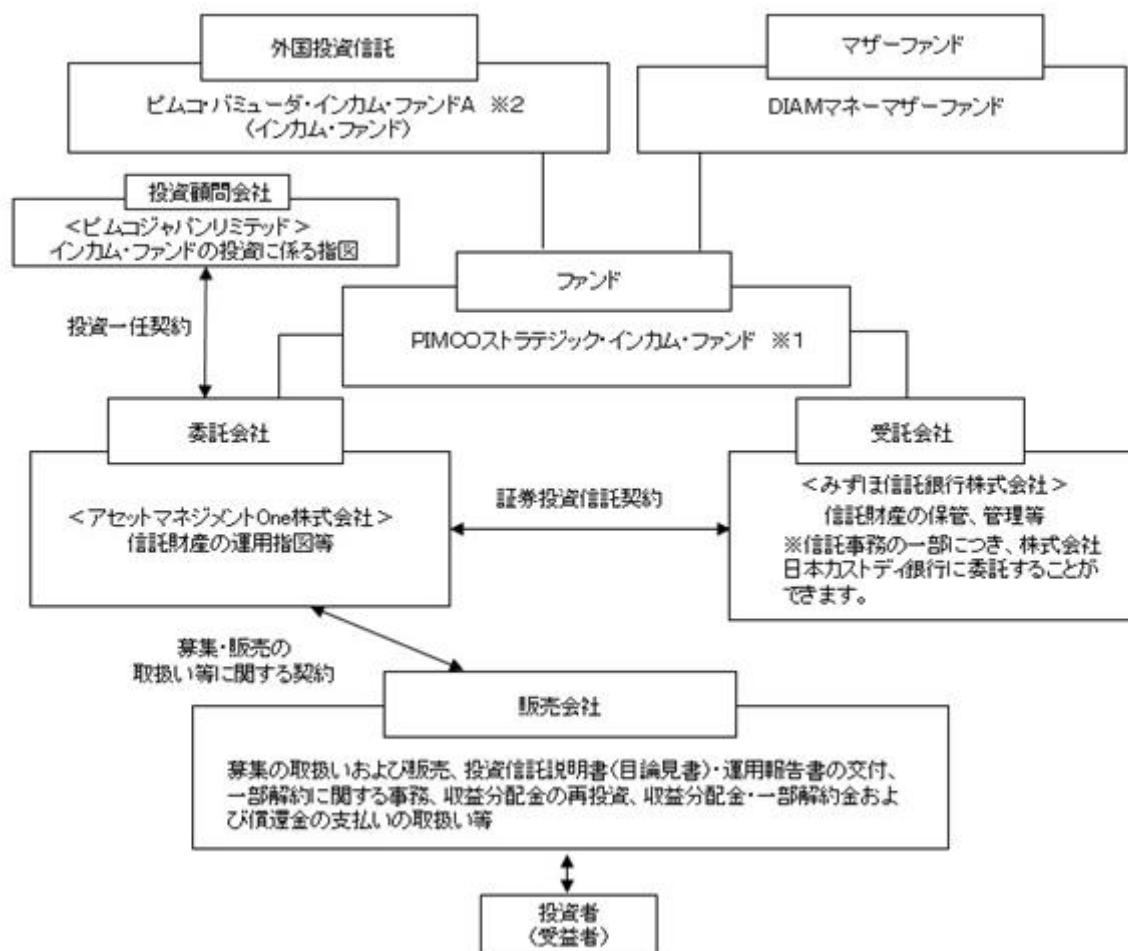 外国投資信託
マザーファンド
ピムコ・バミューダ・インカム・ファンドA ※2
〈インカム・ファンド〉
DIAMマネーマザーファンド
投資顧問会社
＜ピムコジャパンリミテッド＞
インカム・ファンドの投資に係る指図
ファンド
投資一任契約
PIMCOストラテジック・インカム・ファンド ※1
委託会社
受託会社
＜アセットマネジメントOne株式会社＞
信託財産の運用指図等
証券投資信託契約
＜みずほ信託銀行株式会社＞
信託財産の保管、管理等
※信託事務の一部につき、株式会社
日本カストディ銀行に委託することが
できます。
募集・販売の
取扱い等に関する契約
販売会社
募集の取扱いおよび販売、投資信託説明書(目論見書)・運用報告書の交付、
一部解約に関する事務、収益分配金の再投資、収益分配金・一部解約金およ
び償還金の支払いの取扱い等
投資者
(受益者)